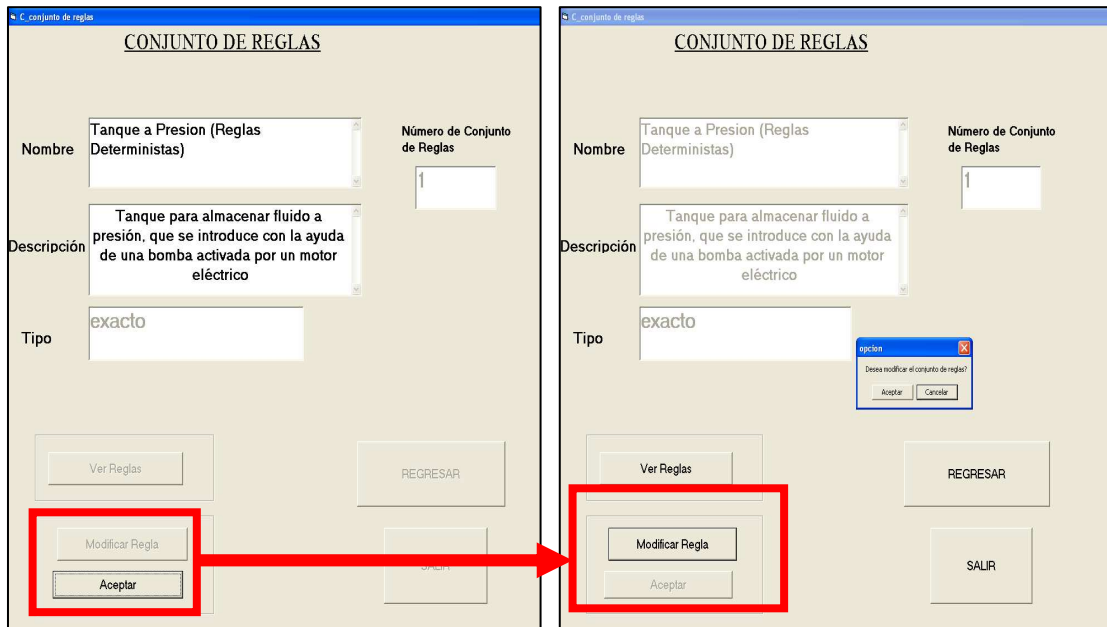 C_conjunto de reglas
CONJUNTO DE REGLAS
Nombre
Tanque a Presion (Reglas
Deterministas)
Número de Conjunto
de Reglas
1
Descripción
Tanque para almacenar fluido a
presión, que se introduce con la ayuda
de una bomba activada por un motor
eléctrico
Tipo
exacto
Ver Reglas
REGRESAR
Modificar Regla
Aceptar
SALIR
C_conjunto de reglas
CONJUNTO DE REGLAS
Nombre
Tanque a Presion (Reglas
Deterministas)
Número de Conjunto
de Reglas
1
Descripción
Tanque para almacenar fluido a
presión, que se introduce con la ayuda
de una bomba activada por un motor
eléctrico
Tipo
exacto
opcion
Desea modificar el conjunto de reglas?
Aceptar
Cancelar
Ver Reglas
REGRESAR
Modificar Regla
Aceptar
SALIR